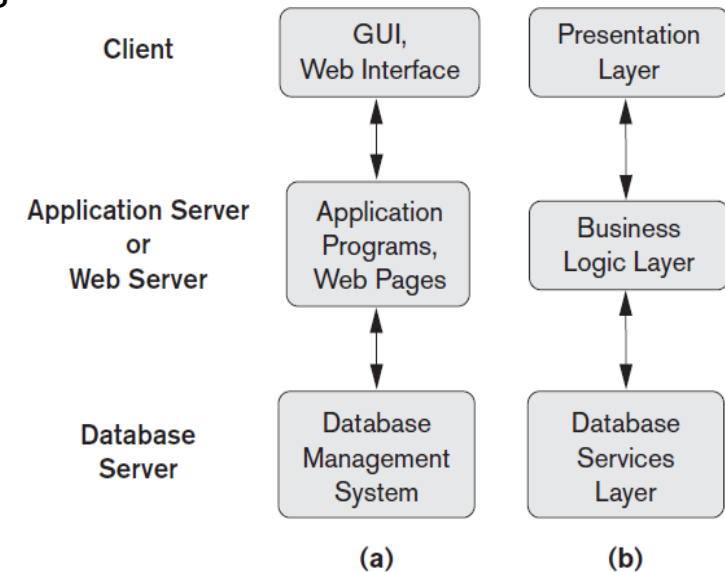 Client
GUI,
Web Interface
Presentation
Layer
Application Server
or
Web Server
Application
Programs,
Web Pages
Business
Logic Layer
Database
Server
Database
Management
System
Database
Services
Layer
(a)
(b)